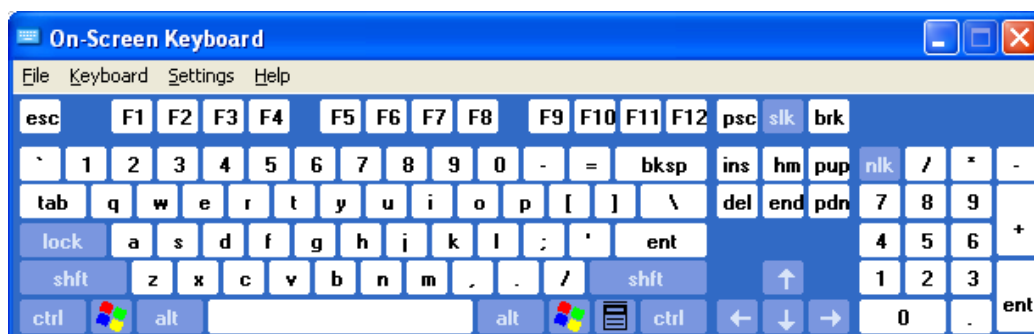 On-Screen Keyboard
File Keyboard Settings Help
esc F1 F2 F3 F4 F5 F6 F7 F8 F9 F10 F11 F12 psc slk brk
` 1 2 3 4 5 6 7 8 9 0 - = bksp ins hm pup nlk / * -
tab q w e r t y u i o p [ ] \ del end pdn 7 8 9
lock a s d f g h j k l ; ' ent 4 5 6 +
shft z x c v b n m , . / shft ↑ 1 2 3
ctrl alt alt ctrl ← ↓ → 0 . ent